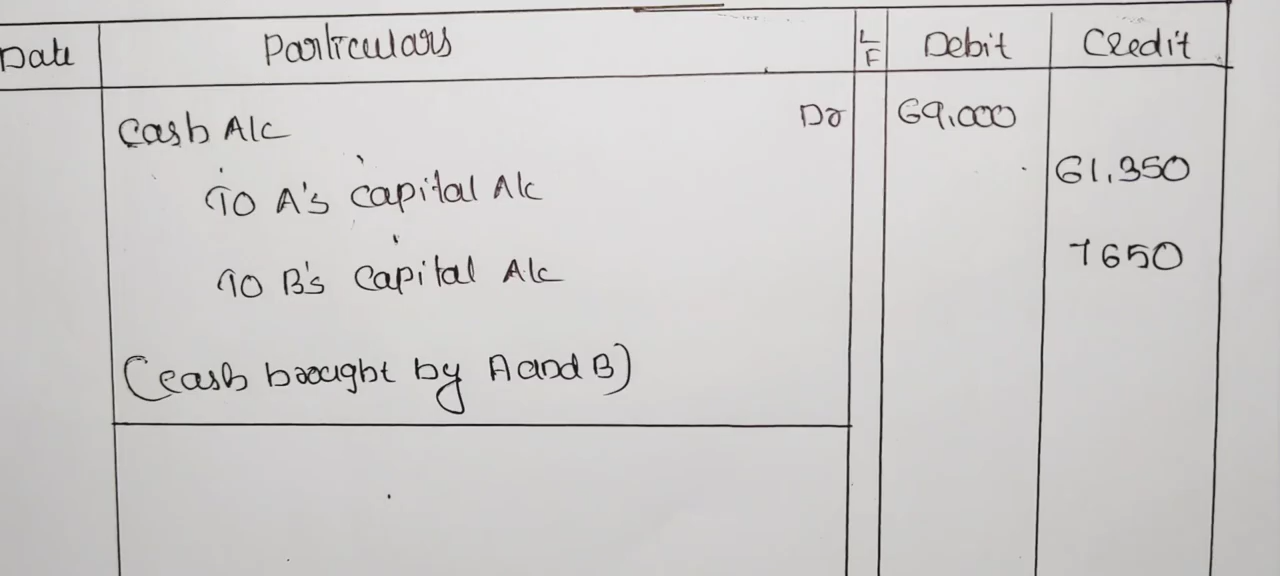 Date Particulars L F Debit Credit
Cash A/c Dr 69,000
To A's Capital A/c 61,350
To B's Capital A/c 7650
(cash brought by A and B)